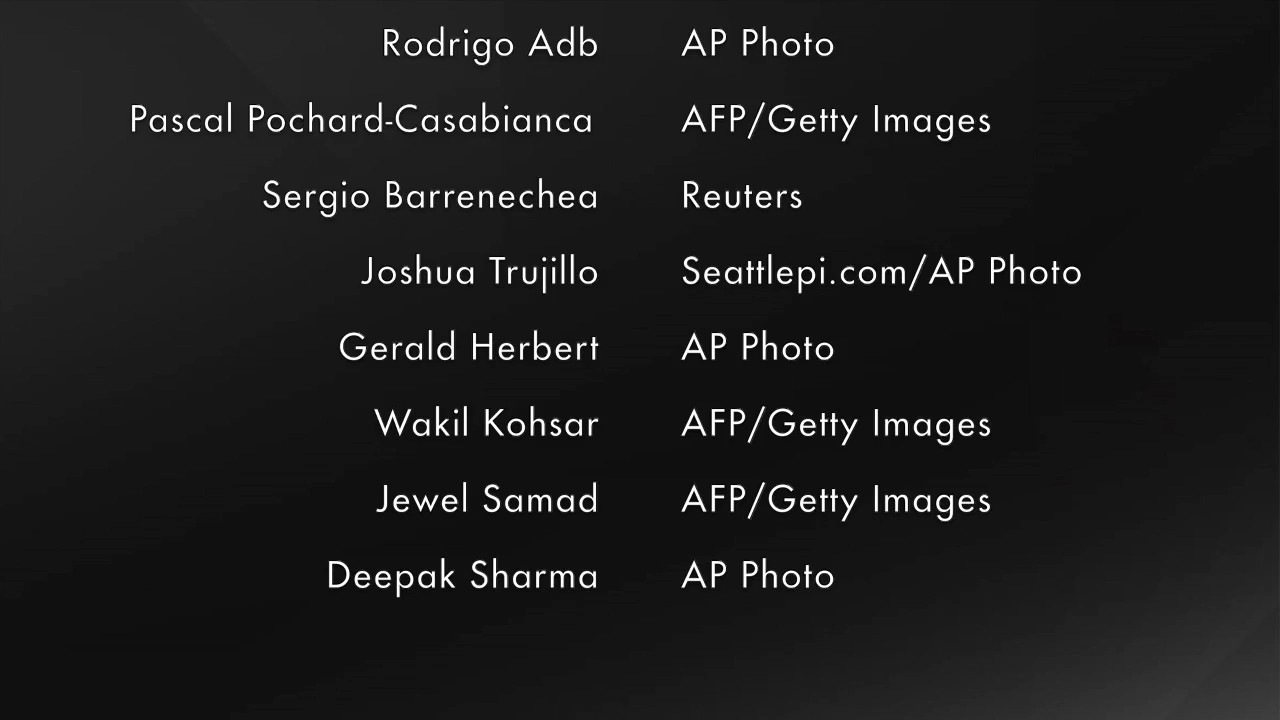 Rodrigo Adb AP Photo
Pascal Pochard-Casabianca AFP/Getty Images
Sergio Barrenechea Reuters
Joshua Trujillo Seattlepi.com/AP Photo
Gerald Herbert AP Photo
Wakil Kohsar AFP/Getty Images
Jewel Samad AFP/Getty Images
Deepak Sharma AP Photo